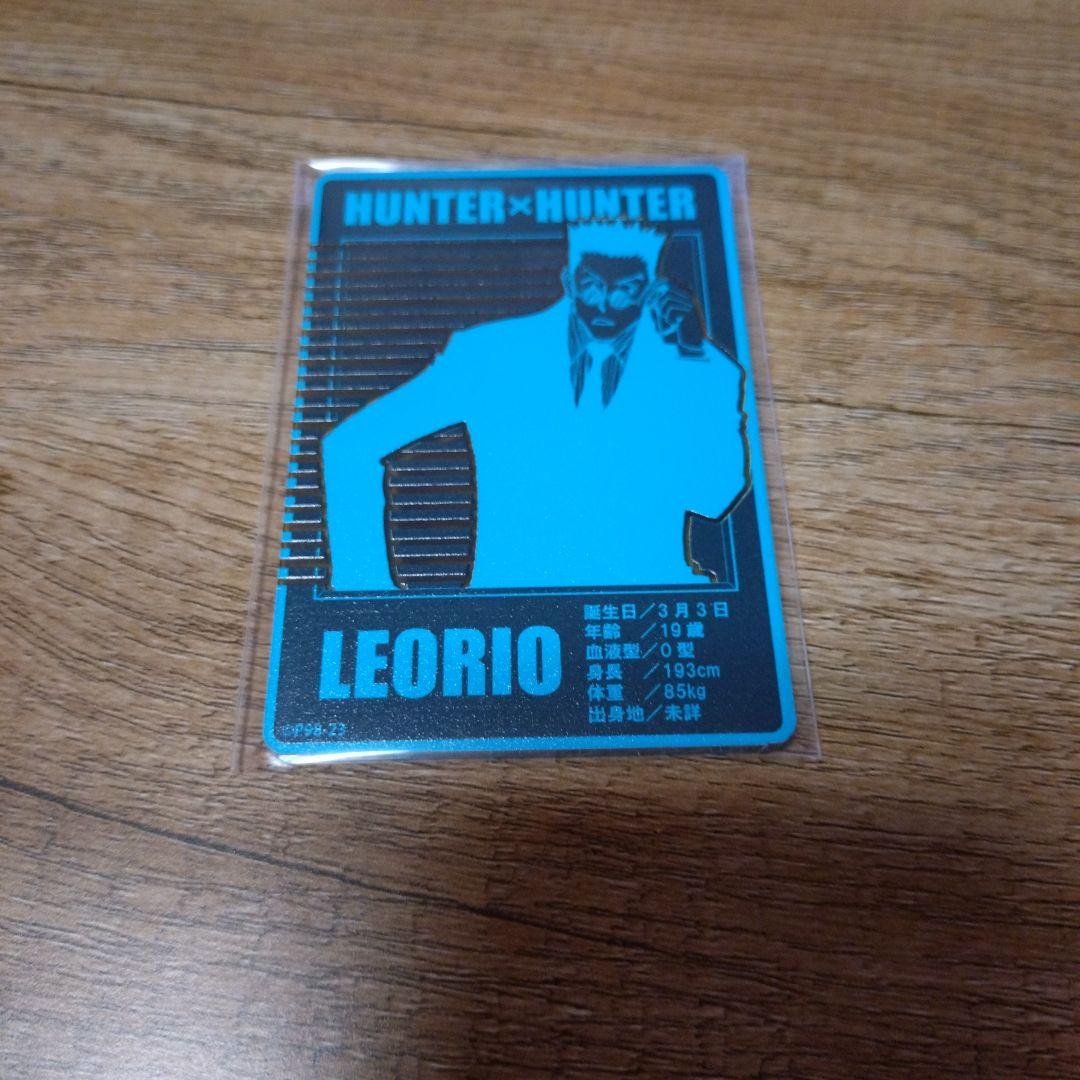 HUNTER×HUNTER
LEORIO
誕生日／3月3日
年齢　／19歳
血液型／O型
身長　／193cm
体重　／85kg
出身地／未詳
©P98-23